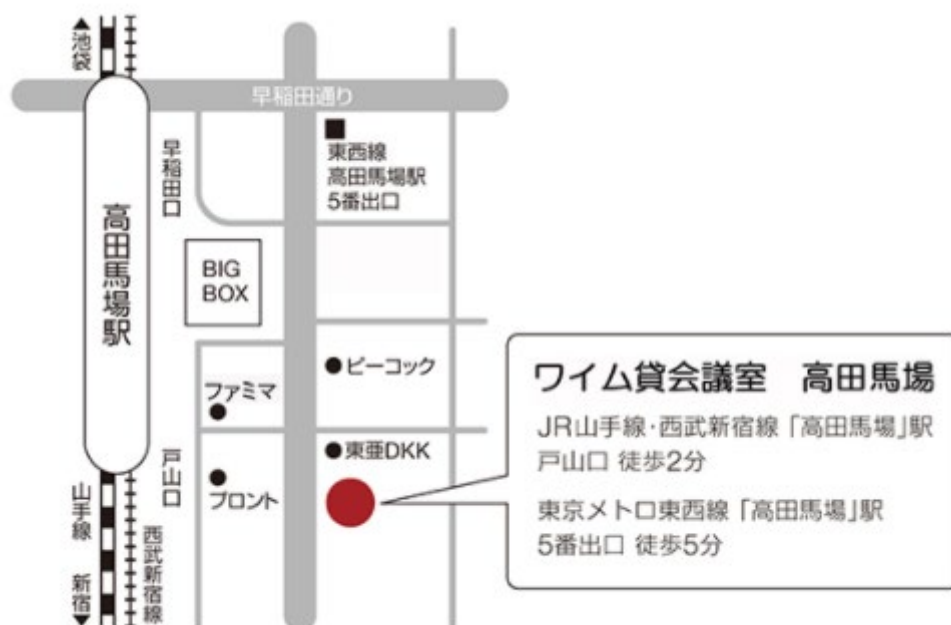 ▲池袋
早稲田通り
東西線
高田馬場駅
5番出口
早稲田口
高田馬場駅
BIG
BOX
ピーコック
ファミマ
東亜DKK
戸山口
プロント
山手線
西武新宿線
新宿▼
ワイム貸会議室 高田馬場
JR山手線・西武新宿線「高田馬場」駅
戸山口 徒歩2分
東京メトロ東西線「高田馬場」駅
5番出口 徒歩5分